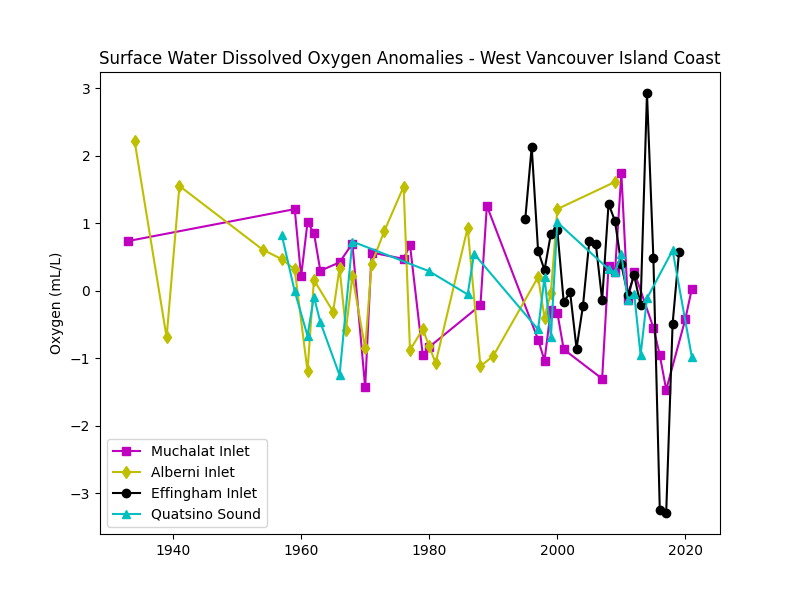 Surface Water Dissolved Oxygen Anomalies - West Vancouver Island Coast
Oxygen (mL/L)
3
2
1
0
−1
−2
−3
Muchalat Inlet
Alberni Inlet
Effingham Inlet
Quatsino Sound
1940
1960
1980
2000
2020